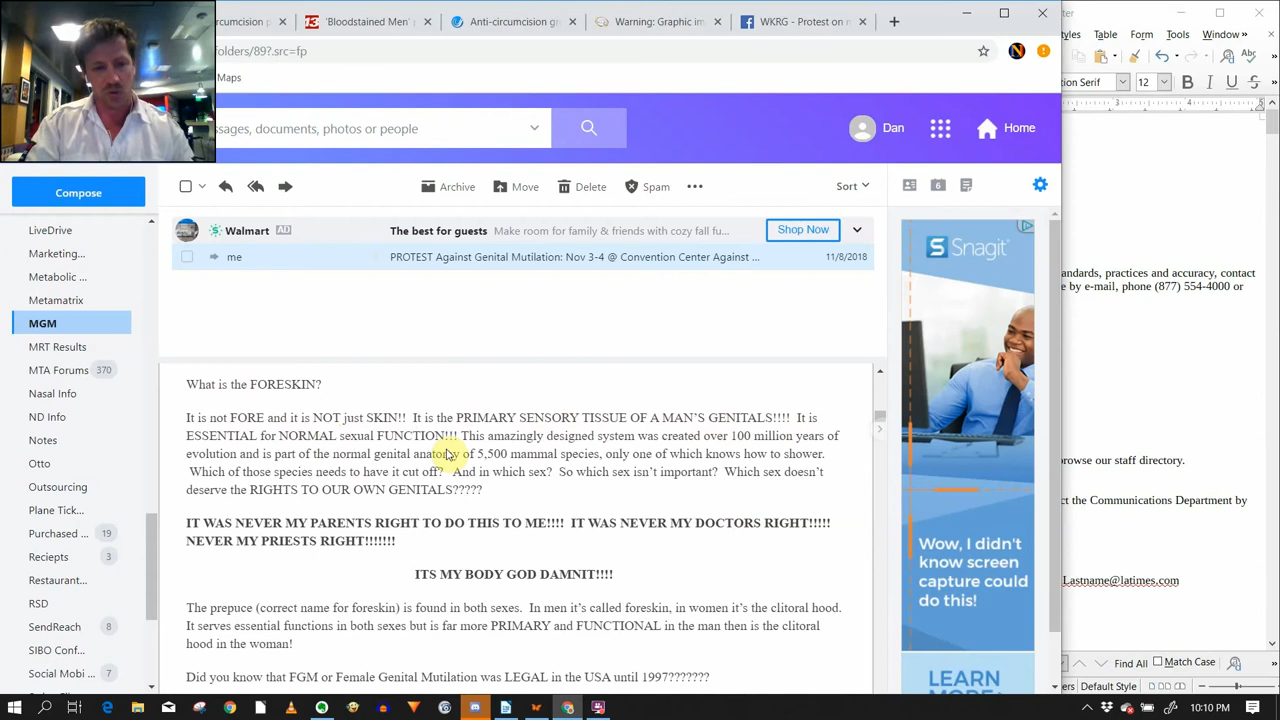 circumcision p
'Bloodstained Men'
Anti-circumcision gr
Warning: Graphic im
WKRG - Protest on n
folders/89?.src=fp
Maps
ssages, documents, photos or people
Dan
Home
Compose
Archive
Move
Delete
Spam
Sort
6
LiveDrive
Marketing...
Metabolic ...
Metamatrix
MGM
MRT Results
MTA Forums 370
Nasal Info
ND Info
Notes
Otto
Outsourcing
Plane Tick...
Purchased ... 19
Reciepts 3
Restaurant...
RSD
SendReach 8
SIBO Conf...
Social Mobi ... 7
Walmart AD The best for guests Make room for family & friends with cozy fall fu... Shop Now
me PROTEST Against Genital Mutilation: Nov 3-4 @ Convention Center Against ... 11/8/2018
What is the FORESKIN?
It is not FORE and it is NOT just SKIN!! It is the PRIMARY SENSORY TISSUE OF A MAN'S GENITALS!!!! It is
ESSENTIAL for NORMAL sexual FUNCTION!!! This amazingly designed system was created over 100 million years of
evolution and is part of the normal genital anatomy of 5,500 mammal species, only one of which knows how to shower.
Which of those species needs to have it cut off? And in which sex? So which sex isn't important? Which sex doesn't
deserve the RIGHTS TO OUR OWN GENITALS?????
IT WAS NEVER MY PARENTS RIGHT TO DO THIS TO ME!!!! IT WAS NEVER MY DOCTORS RIGHT!!!!!
NEVER MY PRIESTS RIGHT!!!!!!!
ITS MY BODY GOD DAMNIT!!!!
The prepuce (correct name for foreskin) is found in both sexes. In men it's called foreskin, in women it's the clitoral hood.
It serves essential functions in both sexes but is far more PRIMARY and FUNCTIONAL in the man then is the clitoral
hood in the woman!
Did you know that FGM or Female Genital Mutilation was LEGAL in the USA until 1997???????
Snagit
Wow, I didn't
know screen
capture could
do this!
LEARN
Form Tools Window
tion Serif 12
B I U S
4 5
andards, practices and accuracy, contact
e by e-mail, phone (877) 554-4000 or
rowse our staff directory.
ct the Communications Department by
Lastname@latimes.com
Find All Match Case
Default Style
10:10 PM